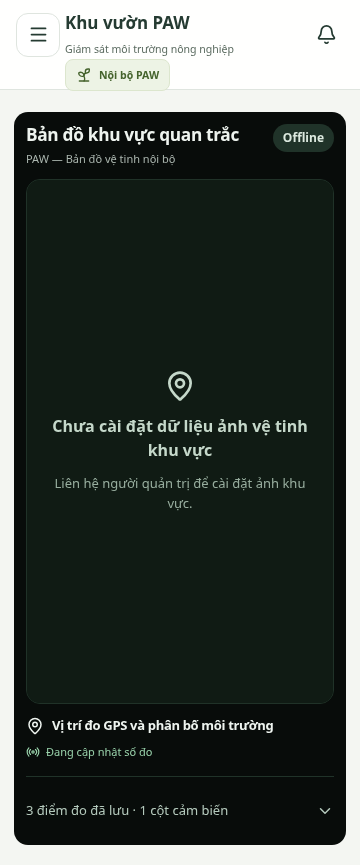 Khu vườn PAW
Giám sát môi trường nông nghiệp
Nội bộ PAW
Bản đồ khu vực quan trắc
Offline
PAW — Bản đồ vệ tinh nội bộ
Chưa cài đặt dữ liệu ảnh vệ tinh
khu vực
Liên hệ người quản trị để cài đặt ảnh khu
vực.
Vị trí đo GPS và phân bố môi trường
Đang cập nhật số đo
3 điểm đo đã lưu · 1 cột cảm biến